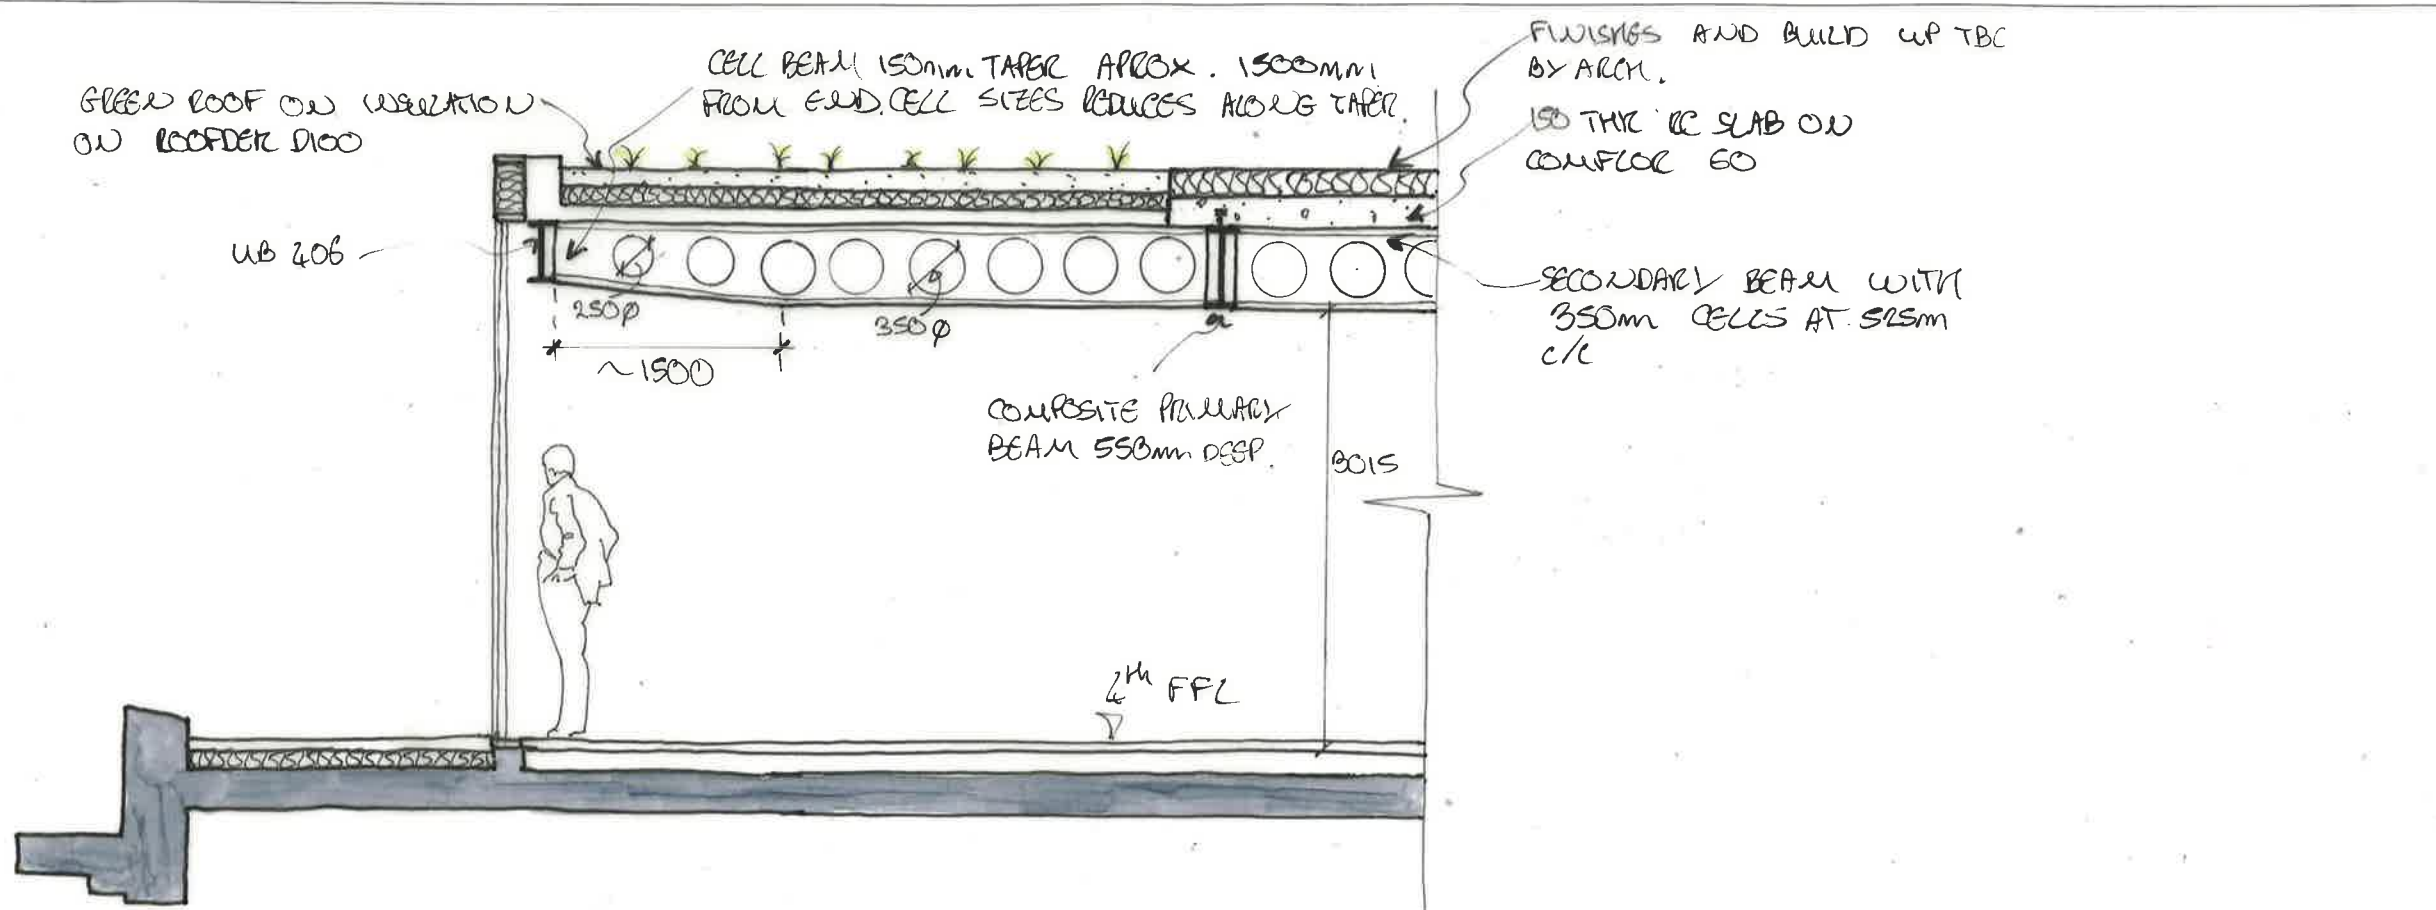 GREEN ROOF ON INSULATION
ON ROOFDEK D100
CELL BEAM 150mm TAPER APROX. 1500mm
FROM END. CELL SIZES REDUCES ALONG TAPER.
FINISHES AND BUILD UP TBC
BY ARCH.
150 THK RC SLAB ON
COMFLOR 60
UB 406
SECONDARY BEAM WITH
350mm CELLS AT 525mm
c/c
250φ
350φ
~1500
COMPOSITE PRIMARY
BEAM 550mm DEEP.
3015
4th FFL